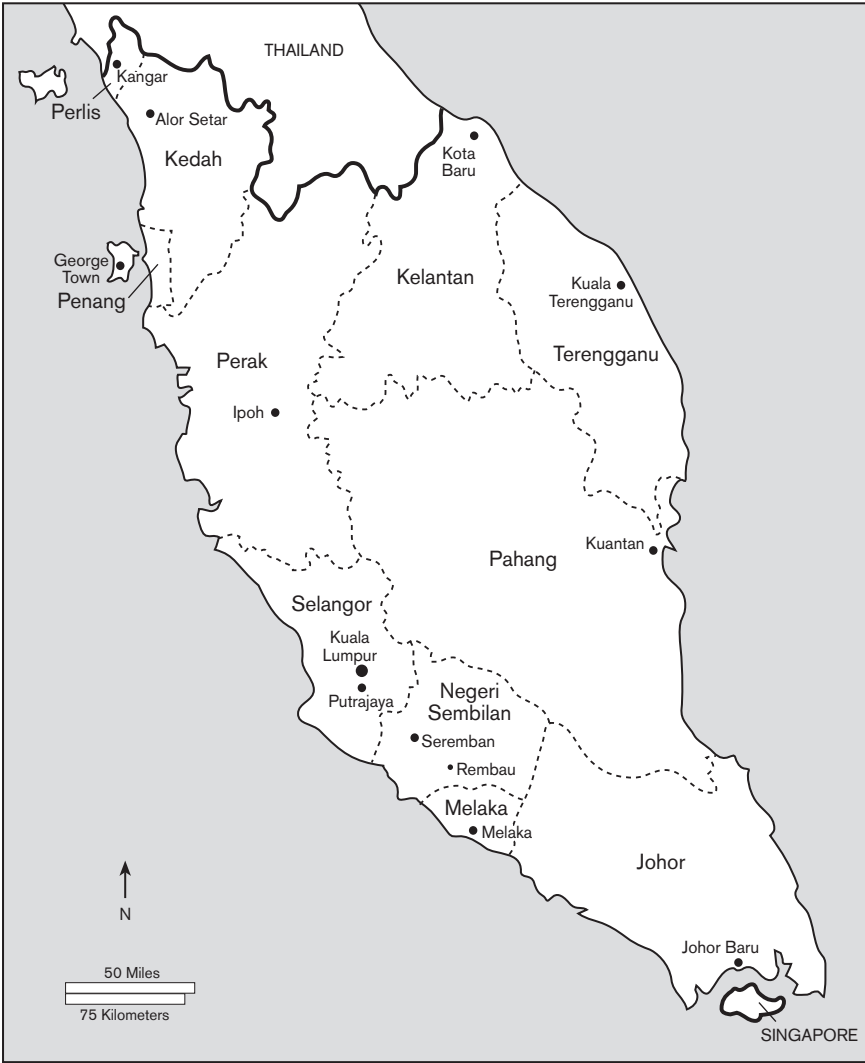 THAILAND
Kangar
Perlis
Alor Setar
Kedah
Kota
Baru
George
Town
Penang
Kelantan
Kuala
Terengganu
Terengganu
Perak
Ipoh
Kuantan
Pahang
Selangor
Kuala
Lumpur
Putrajaya
Negeri
Sembilan
Seremban
Rembau
Melaka
Melaka
Johor
N
Johor Baru
50 Miles
75 Kilometers
SINGAPORE